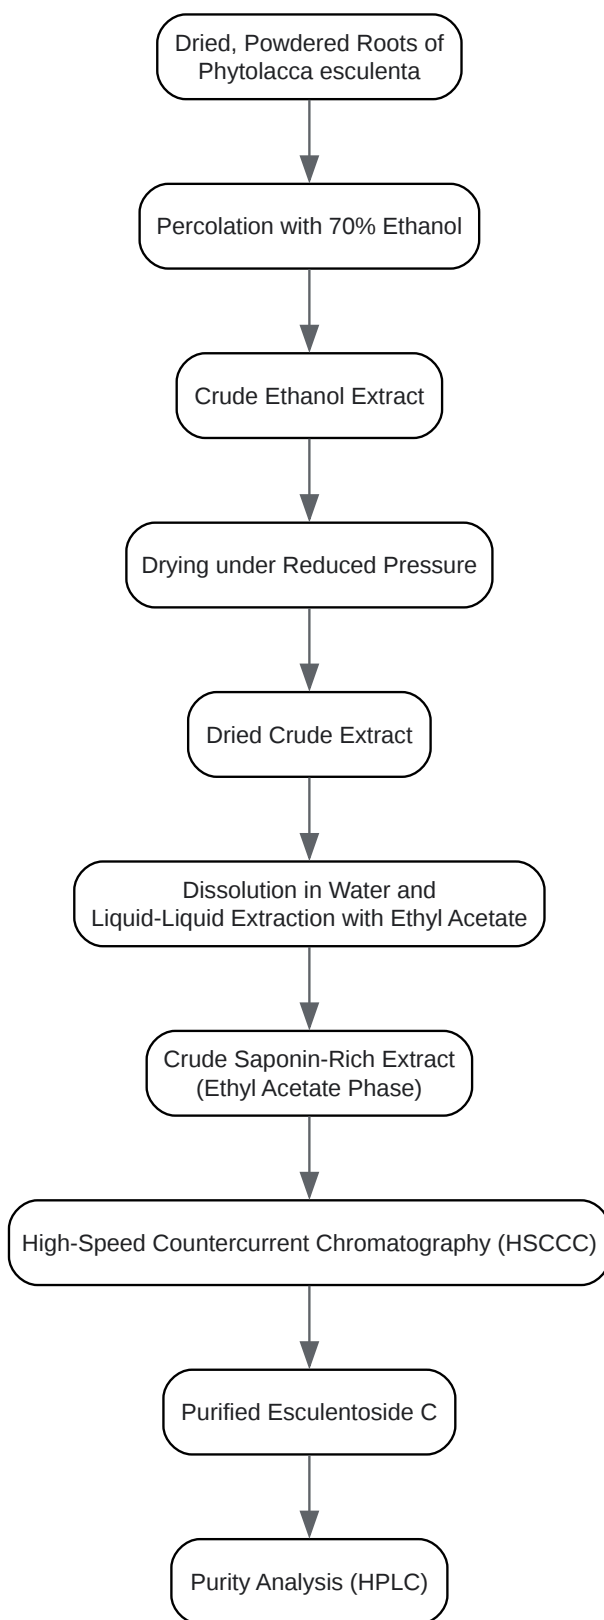 Dried, Powdered Roots of
Phytolacca esculenta
Percolation with 70% Ethanol
Crude Ethanol Extract
Drying under Reduced Pressure
Dried Crude Extract
Dissolution in Water and
Liquid-Liquid Extraction with Ethyl Acetate
Crude Saponin-Rich Extract
(Ethyl Acetate Phase)
High-Speed Countercurrent Chromatography (HSCCC)
Purified Esculentoside C
Purity Analysis (HPLC)